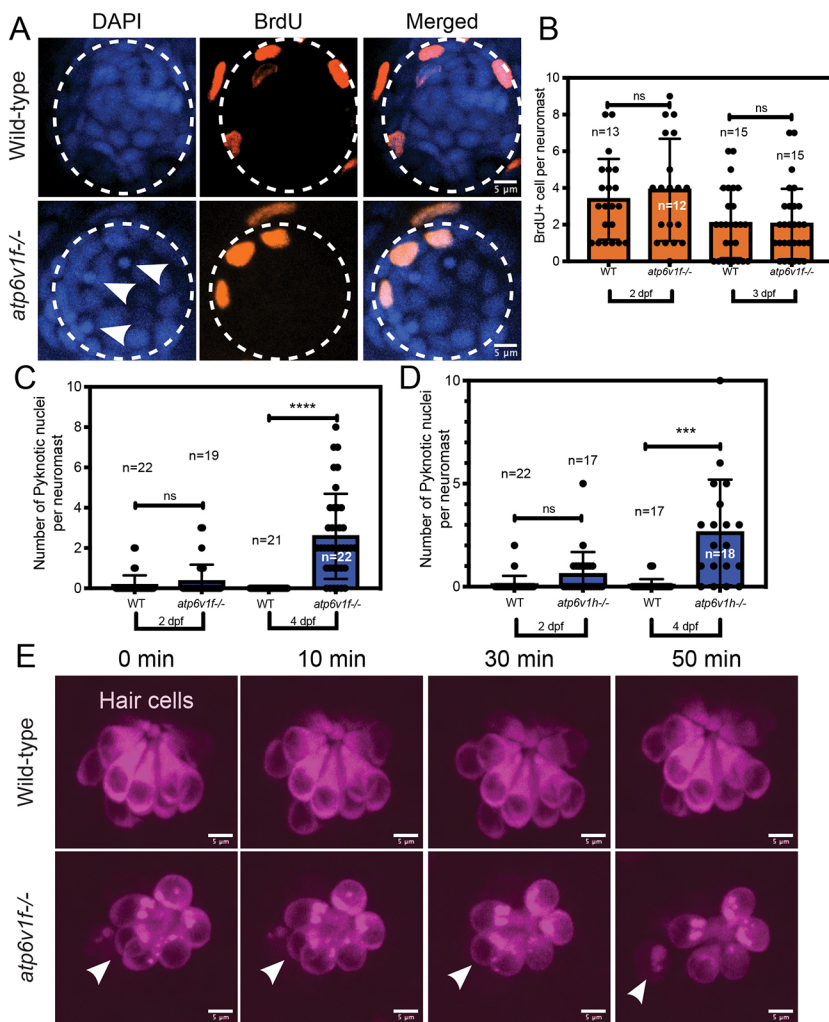 A
DAPI
BrdU
Merged
Wild-type
5 µm
atp6v1f-/-
5 µm
B
BrdU+ cell per neuromast
10
8
6
4
2
0
n=13
ns
n=12
n=15
ns
n=15
WT
atp6v1f-/-
WT
atp6v1f-/-
2 dpf
3 dpf
C
Number of Pyknotic nuclei
per neuromast
10
8
6
4
2
0
n=22
n=19
ns
n=21
****
n=22
WT
atp6v1f-/-
WT
atp6v1f-/-
2 dpf
4 dpf
D
Number of Pyknotic nuclei
per neuromast
10
5
0
n=22
n=17
ns
n=17
***
n=18
WT
atp6v1h-/-
WT
atp6v1h-/-
2 dpf
4 dpf
E
0 min
10 min
30 min
50 min
Wild-type
Hair cells
5 µm
5 µm
5 µm
5 µm
atp6v1f-/-
5 µm
5 µm
5 µm
5 µm